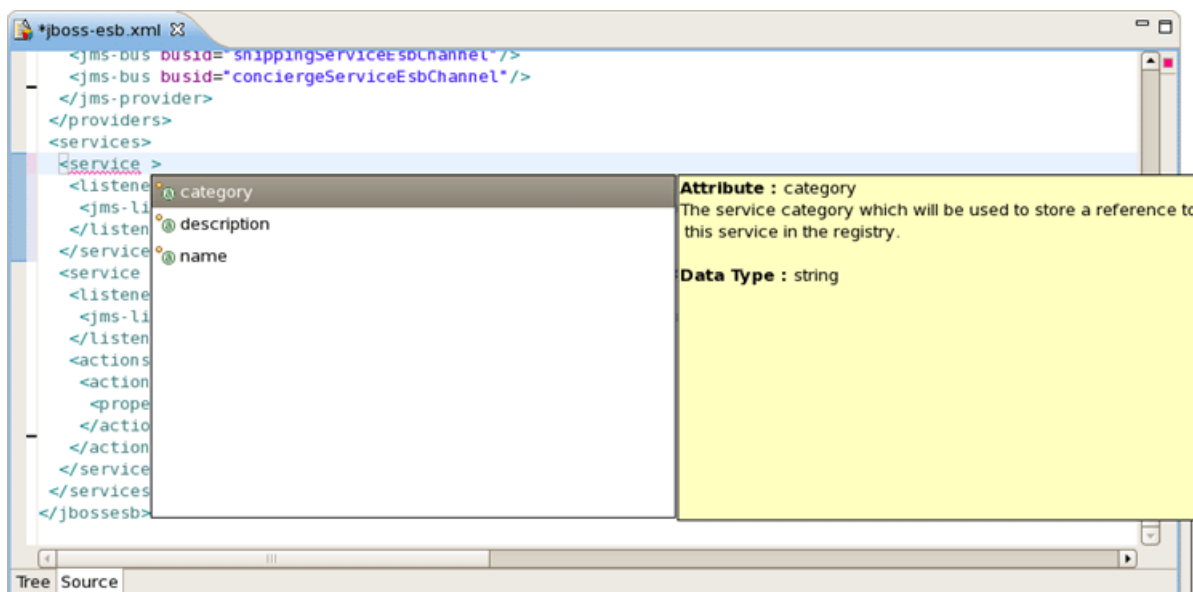 *jboss-esb.xml
<jms-bus busid="shippingServiceEsbChannel"/>
<jms-bus busid="conciergeServiceEsbChannel"/>
</jms-provider>
</providers>
<services>
<service >
<listene
<jms-li
</listen
</service
<service
<listene
<jms-li
</listen
<actions
<action
<prope
</actio
</action
</service
</services
</jbossesb>
category
description
name
Attribute : category
The service category which will be used to store a reference to
this service in the registry.
Data Type : string
Tree Source